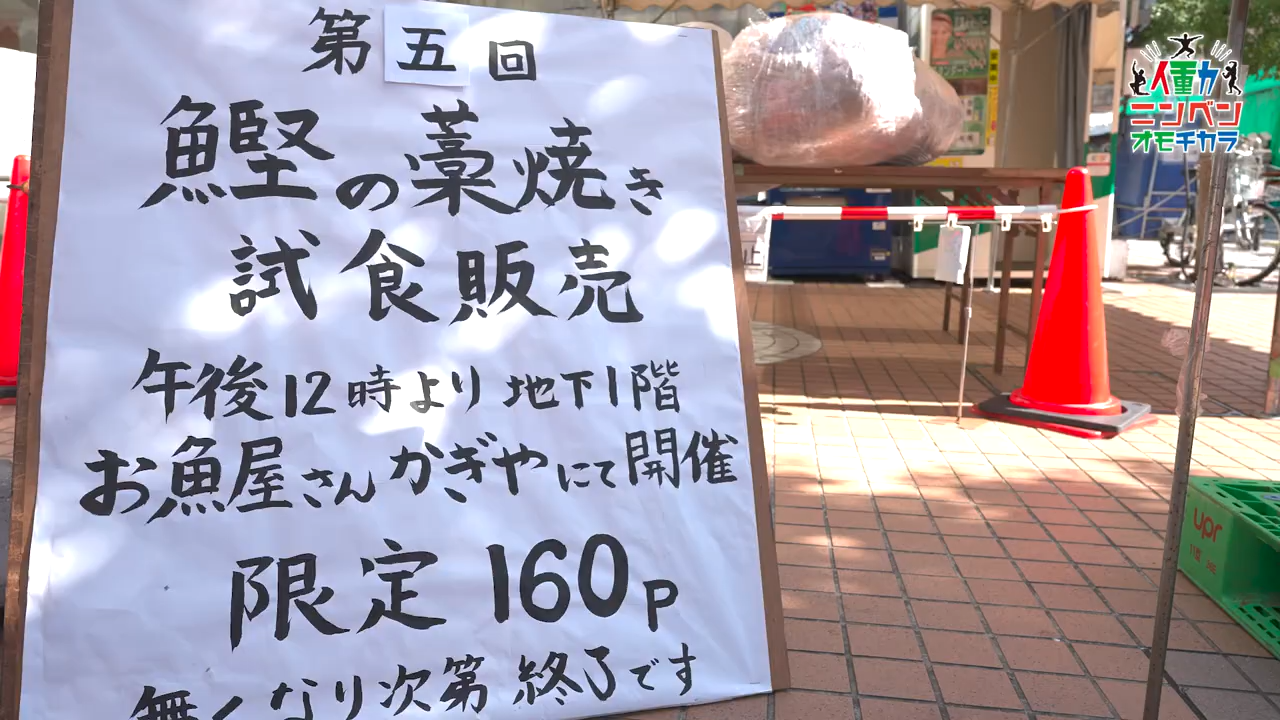 第五回
鰹の藁焼き
試食販売
午後12時より 地下1階
お魚屋さんかぎやにて開催
限定 160P
無くなり次第 終了です
人重カ
ニンベン
オモチカラ
upr